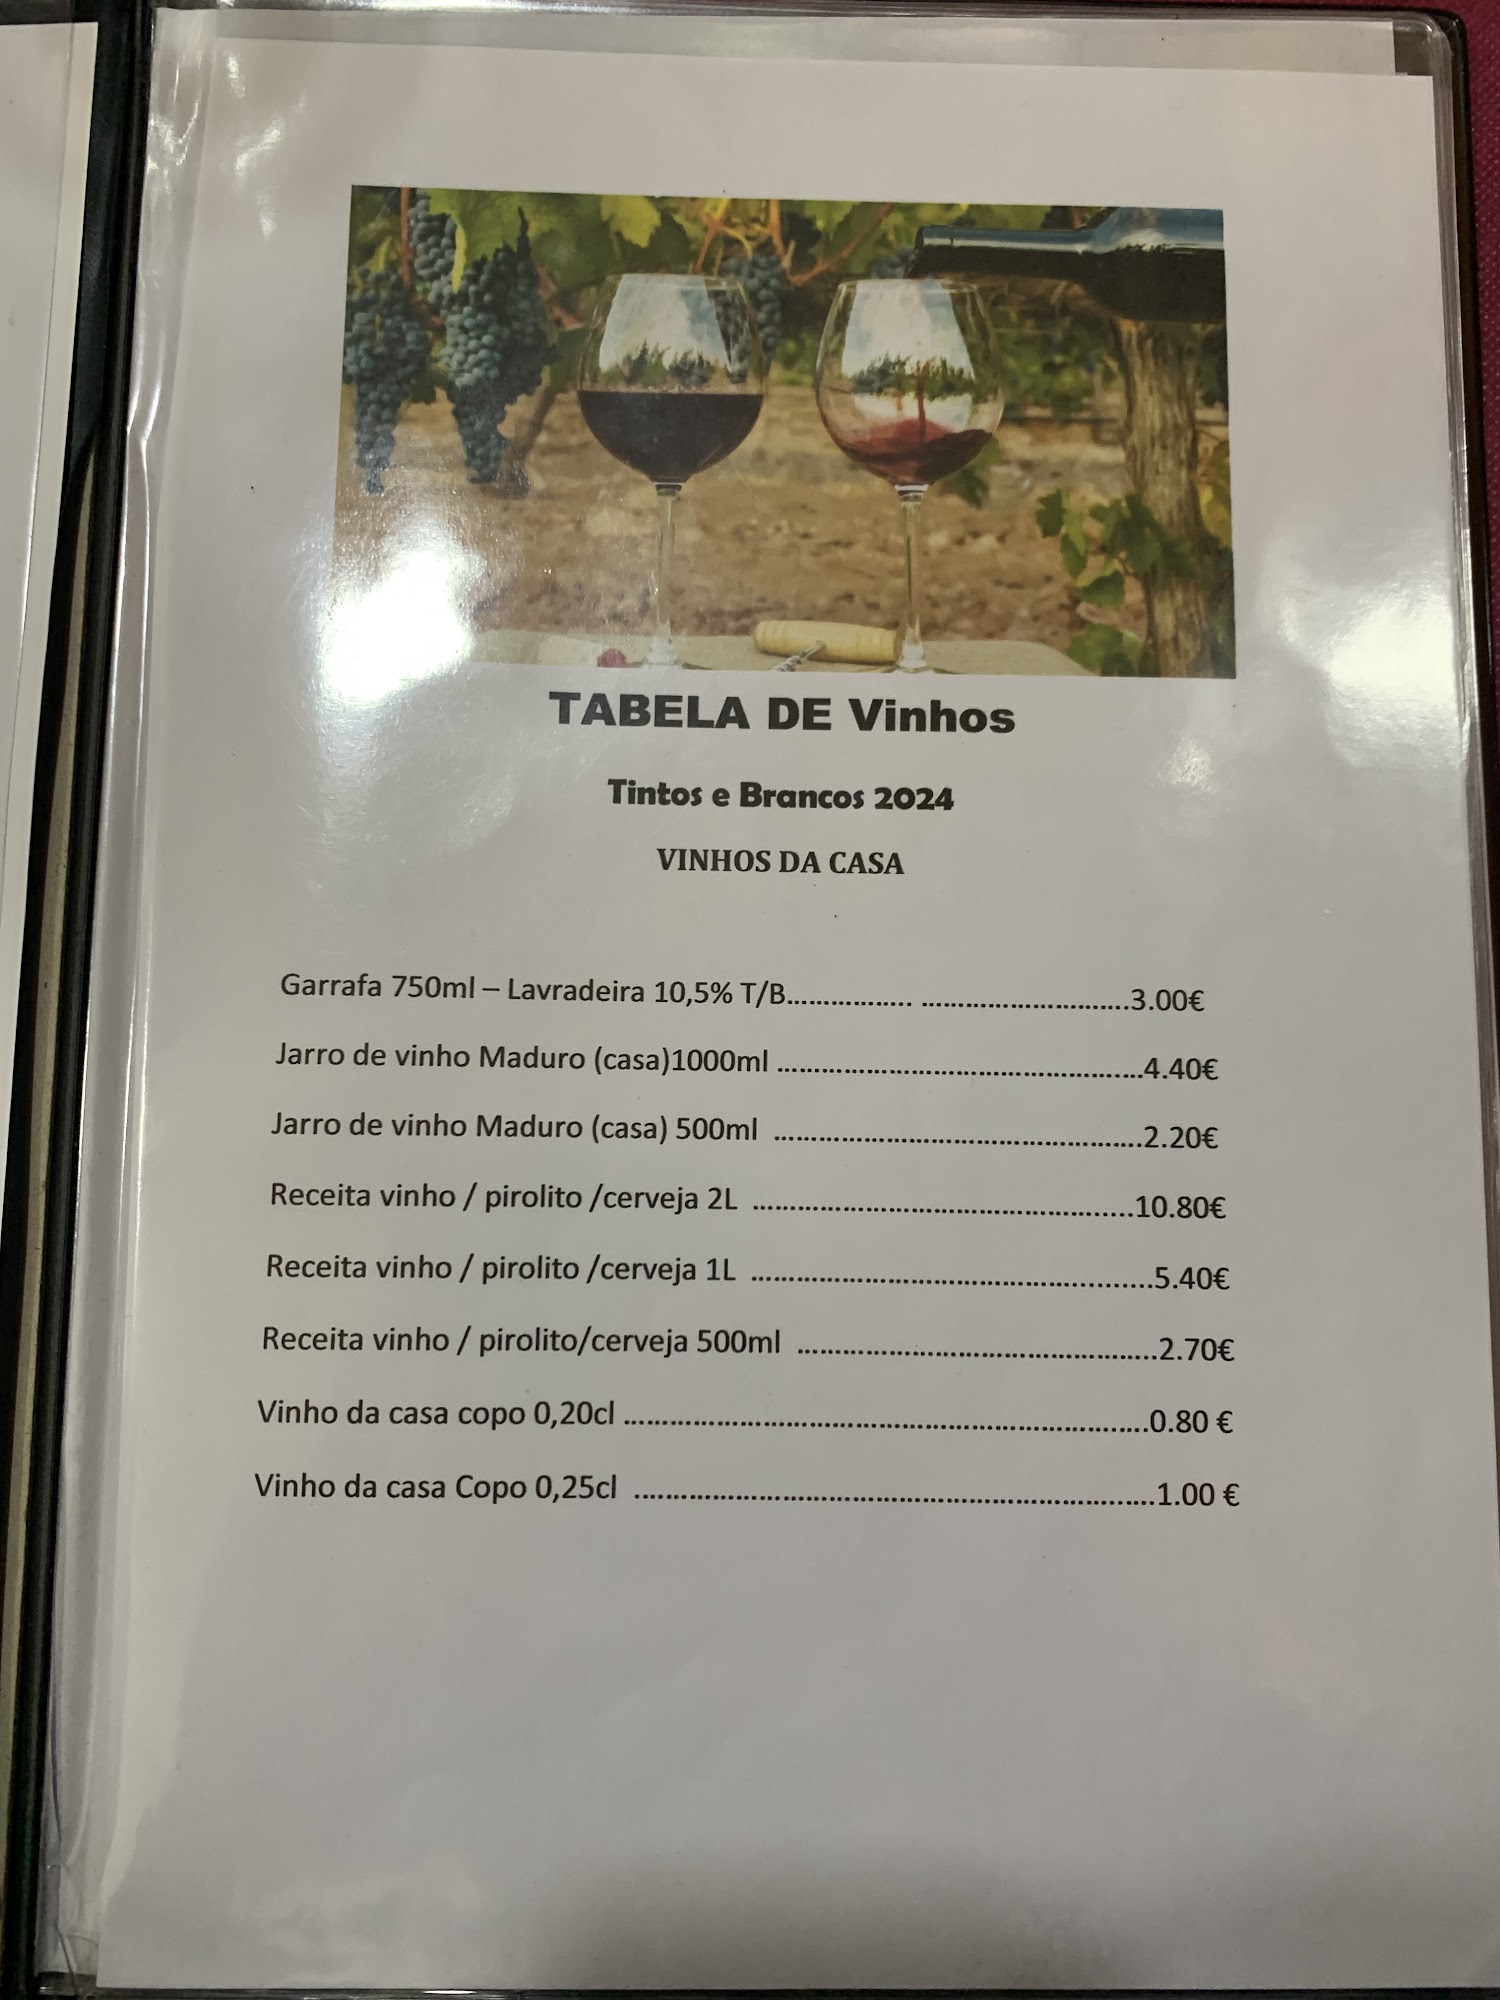 TABELA DE Vinhos
Tintos e Brancos 2024
VINHOS DA CASA
Garrafa 750ml – Lavradeira 10,5% T/B................ ............................3.00€
Jarro de vinho Maduro (casa)1000ml ................................................4.40€
Jarro de vinho Maduro (casa) 500ml ................................................2.20€
Receita vinho / pirolito /cerveja 2L ..................................................10.80€
Receita vinho / pirolito /cerveja 1L .....................................................5.40€
Receita vinho / pirolito/cerveja 500ml ...............................................2.70€
Vinho da casa copo 0,20cl .....................................................................0.80 €
Vinho da casa Copo 0,25cl ....................................................................1.00 €